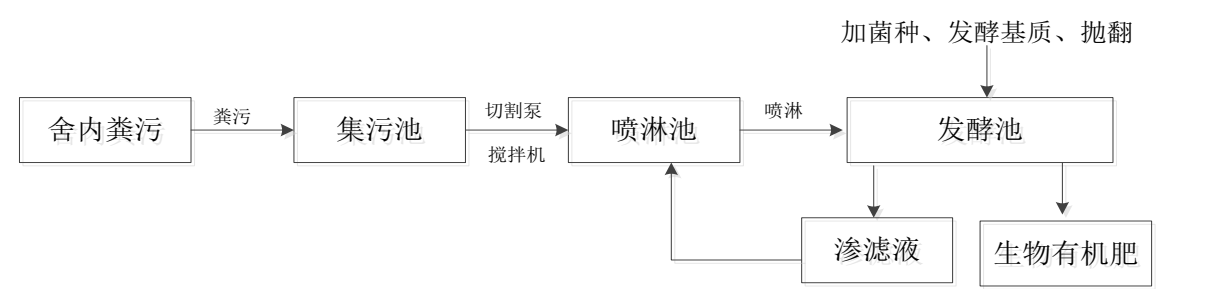 加菌种、发酵基质、抛翻
舍内粪污
粪污
集污池
切割泵
搅拌机
喷淋池
喷淋
发酵池
渗滤液
生物有机肥